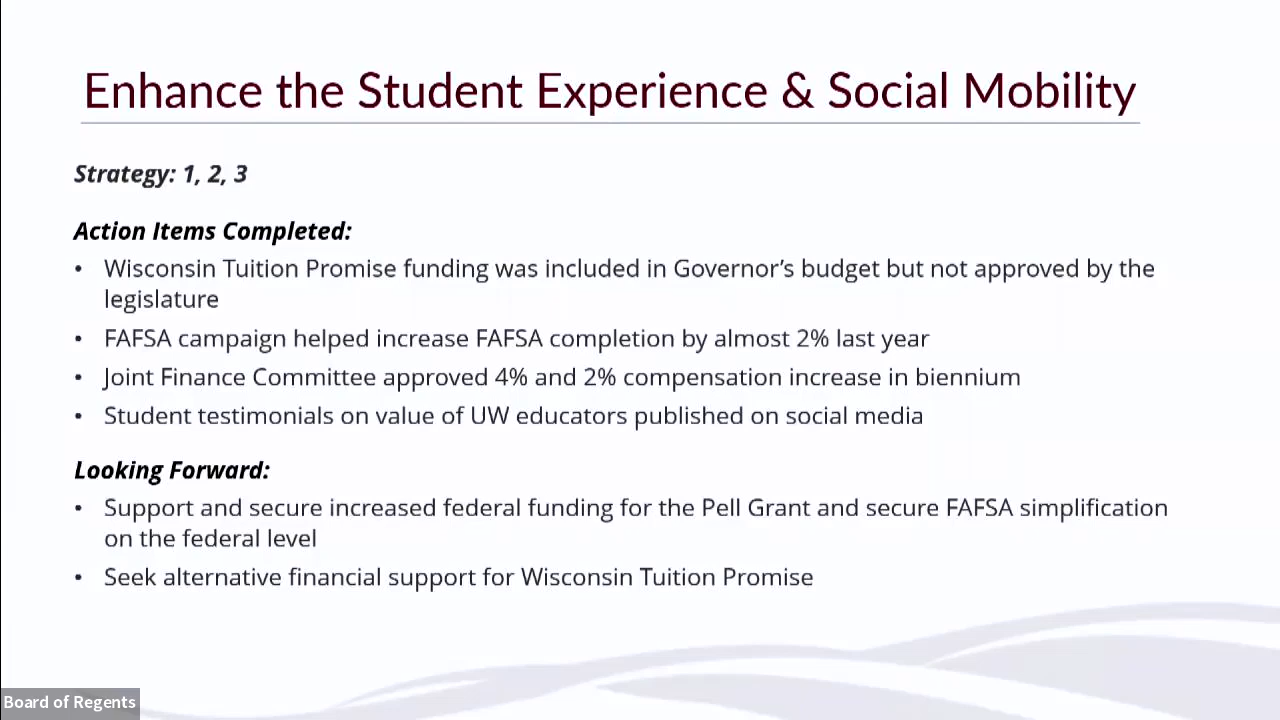 Enhance the Student Experience & Social Mobility
Strategy: 1, 2, 3
Action Items Completed:
• Wisconsin Tuition Promise funding was included in Governor’s budget but not approved by the
legislature
• FAFSA campaign helped increase FAFSA completion by almost 2% last year
• Joint Finance Committee approved 4% and 2% compensation increase in biennium
• Student testimonials on value of UW educators published on social media
Looking Forward:
• Support and secure increased federal funding for the Pell Grant and secure FAFSA simplification
on the federal level
• Seek alternative financial support for Wisconsin Tuition Promise
Board of Regents